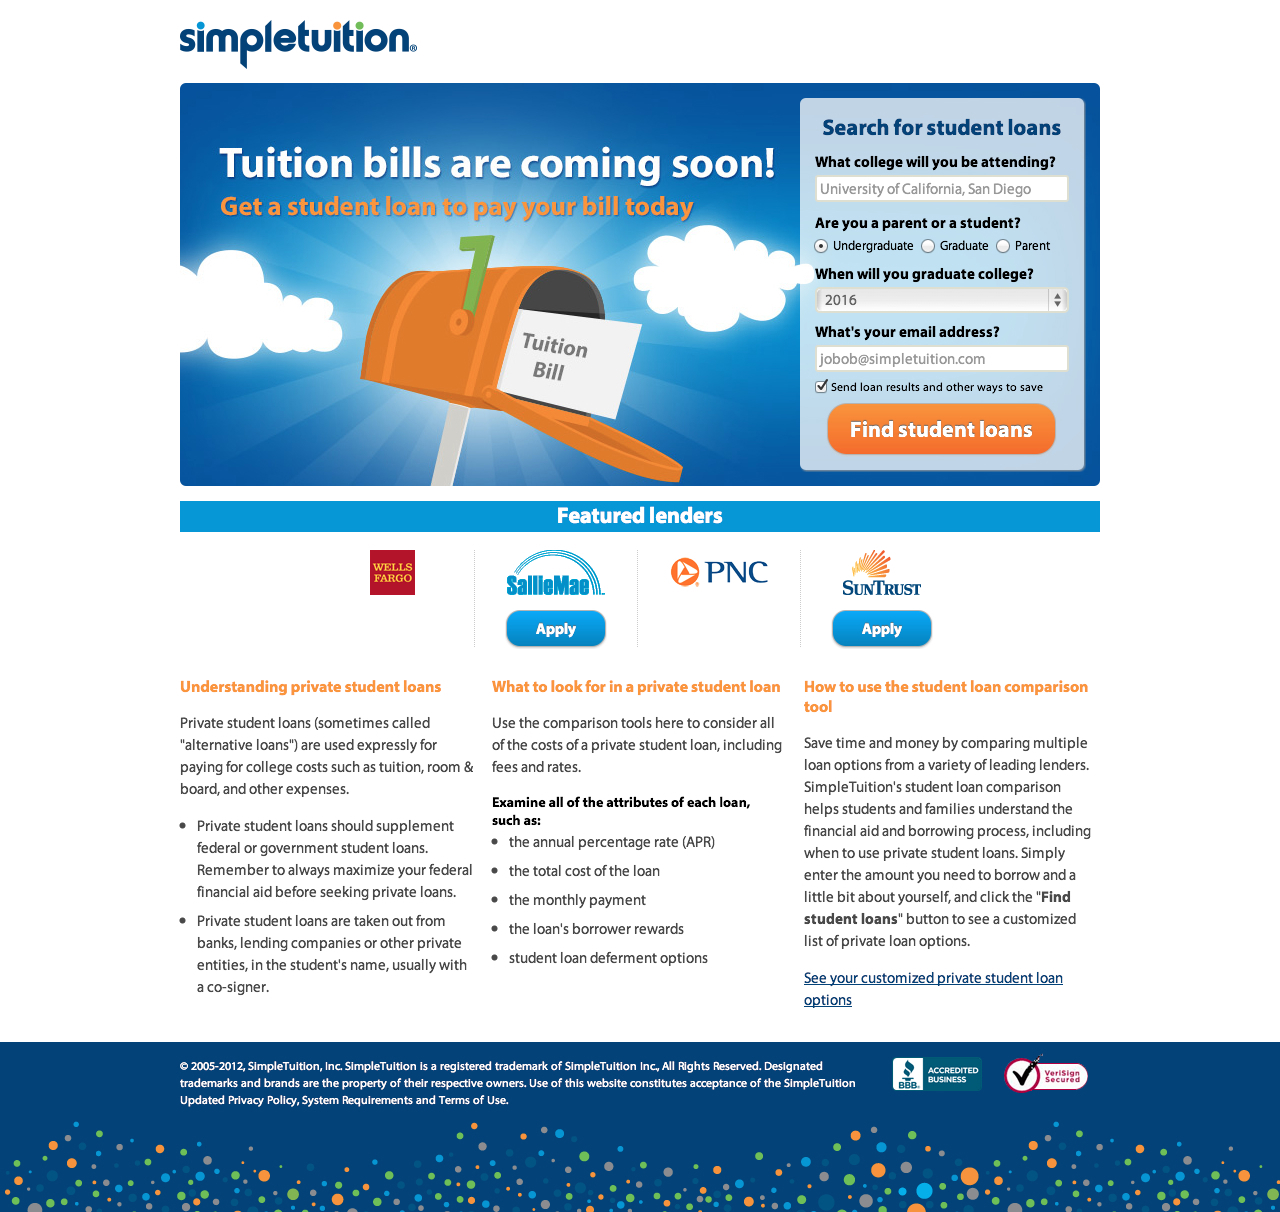 simpletuition®
Tuition bills are coming soon!
Get a student loan to pay your bill today
Tuition
Bill
Search for student loans
What college will you be attending?
University of California, San Diego
Are you a parent or a student?
Undergraduate Graduate Parent
When will you graduate college?
2016
What's your email address?
jobob@simpletuition.com
Send loan results and other ways to save
Find student loans
Featured lenders
WELLS
FARGO
SallieMae
PNC
SUNTRUST
Apply
Apply
Understanding private student loans
Private student loans (sometimes called
"alternative loans") are used expressly for
paying for college costs such as tuition, room &
board, and other expenses.
• Private student loans should supplement
federal or government student loans.
Remember to always maximize your federal
financial aid before seeking private loans.
• Private student loans are taken out from
banks, lending companies or other private
entities, in the student's name, usually with
a co-signer.
What to look for in a private student loan
Use the comparison tools here to consider all
of the costs of a private student loan, including
fees and rates.
Examine all of the attributes of each loan,
such as:
• the annual percentage rate (APR)
• the total cost of the loan
• the monthly payment
• the loan's borrower rewards
• student loan deferment options
How to use the student loan comparison
tool
Save time and money by comparing multiple
loan options from a variety of leading lenders.
SimpleTuition's student loan comparison
helps students and families understand the
financial aid and borrowing process, including
when to use private student loans. Simply
enter the amount you need to borrow and a
little bit about yourself, and click the "Find
student loans" button to see a customized
list of private loan options.
See your customized private student loan
options
© 2005-2012, SimpleTuition, Inc. SimpleTuition is a registered trademark of SimpleTuition Inc., All Rights Reserved. Designated
trademarks and brands are the property of their respective owners. Use of this website constitutes acceptance of the SimpleTuition
Updated Privacy Policy, System Requirements and Terms of Use.
BBB.
ACCREDITED
BUSINESS
VeriSign
Secured